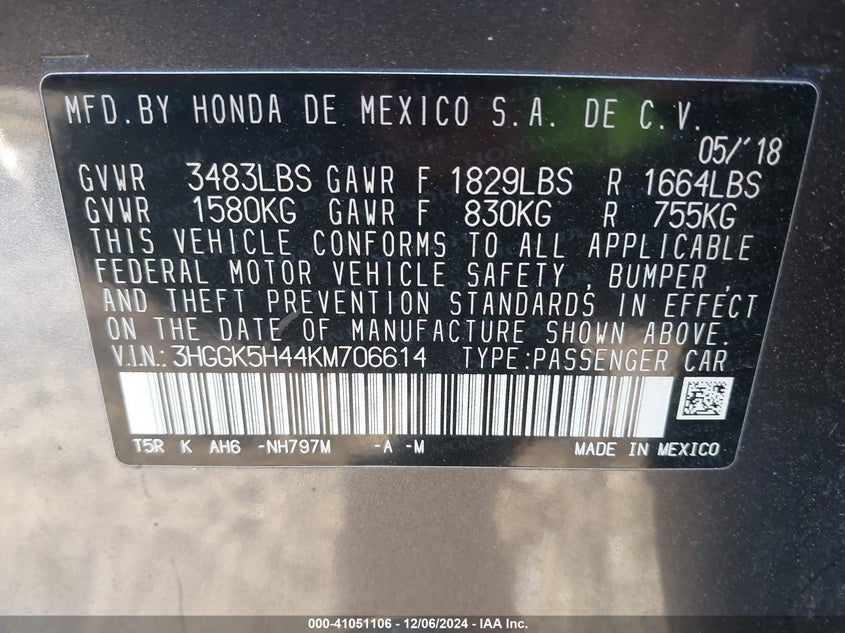 MFD.BY HONDA DE MEXICO S.A. DE C.V.
05/'18
GVWR 3483LBS GAWR F 1829LBS R 1664LBS
GVWR 1580KG GAWR F 830KG R 755KG
THIS VEHICLE CONFORMS TO ALL APPLICABLE
FEDERAL MOTOR VEHICLE SAFETY, BUMPER,
AND THEFT PREVENTION STANDARDS IN EFFECT
ON THE DATE OF MANUFACTURE SHOWN ABOVE.
V.I.N.: 3HGGK5H44KM706614 TYPE:PASSENGER CAR
T5R K AH6 -NH797M -A -M MADE IN MEXICO
000-41051106 - 12/06/2024 - IAA Inc.